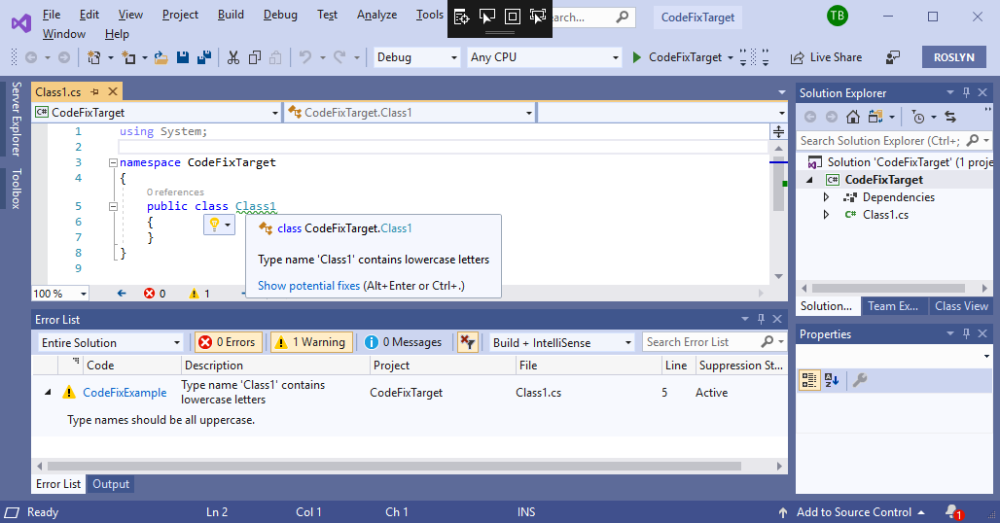 File Edit View Project Build Debug Test Analyze Tools
Window Help
earch...
CodeFixTarget
TB
Debug
Any CPU
CodeFixTarget
Live Share
ROSLYN
Server Explorer
Toolbox
Class1.cs
C# CodeFixTarget
CodeFixTarget.Class1
1 using System;
2
3 namespace CodeFixTarget
4 {
0 references
5 public class Class1
6 {
7 }
8 }
9
class CodeFixTarget.Class1
Type name 'Class1' contains lowercase letters
Show potential fixes (Alt+Enter or Ctrl+.)
100 %
0
1
Error List
Entire Solution
0 Errors
1 Warning
0 Messages
Build + IntelliSense
Search Error List
Code Description Project File Line Suppression St...
CodeFixExample
Type name 'Class1' contains
lowercase letters
CodeFixTarget
Class1.cs
5
Active
Type names should be all uppercase.
Error List
Output
Solution Explorer
Search Solution Explorer (Ctrl+;
Solution 'CodeFixTarget' (1 proje
C# CodeFixTarget
Dependencies
C# Class1.cs
Solution...
Team Ex...
Class View
Properties
Ready
Ln 2
Col 1
Ch 1
INS
Add to Source Control
1